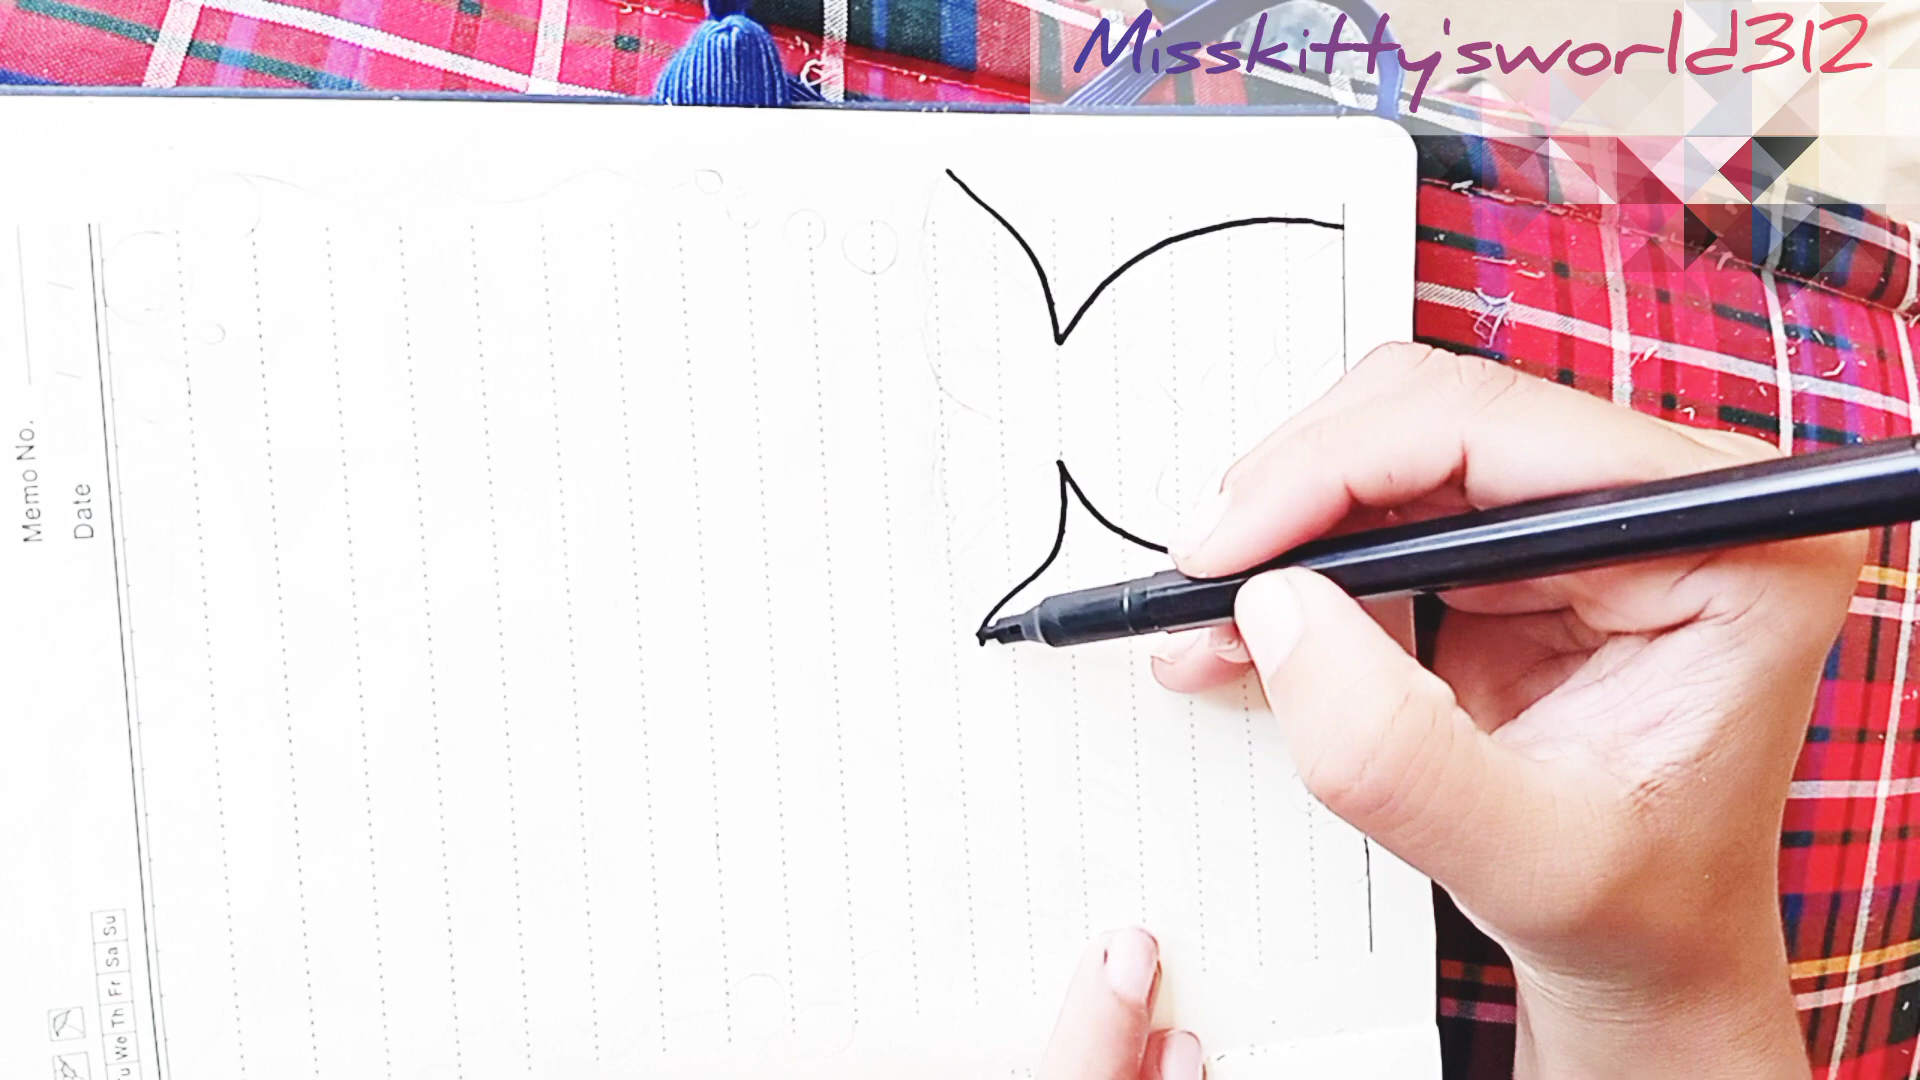 Misskitty'sworld312
Memo No.
Date / /
We Th Fr Sa Su